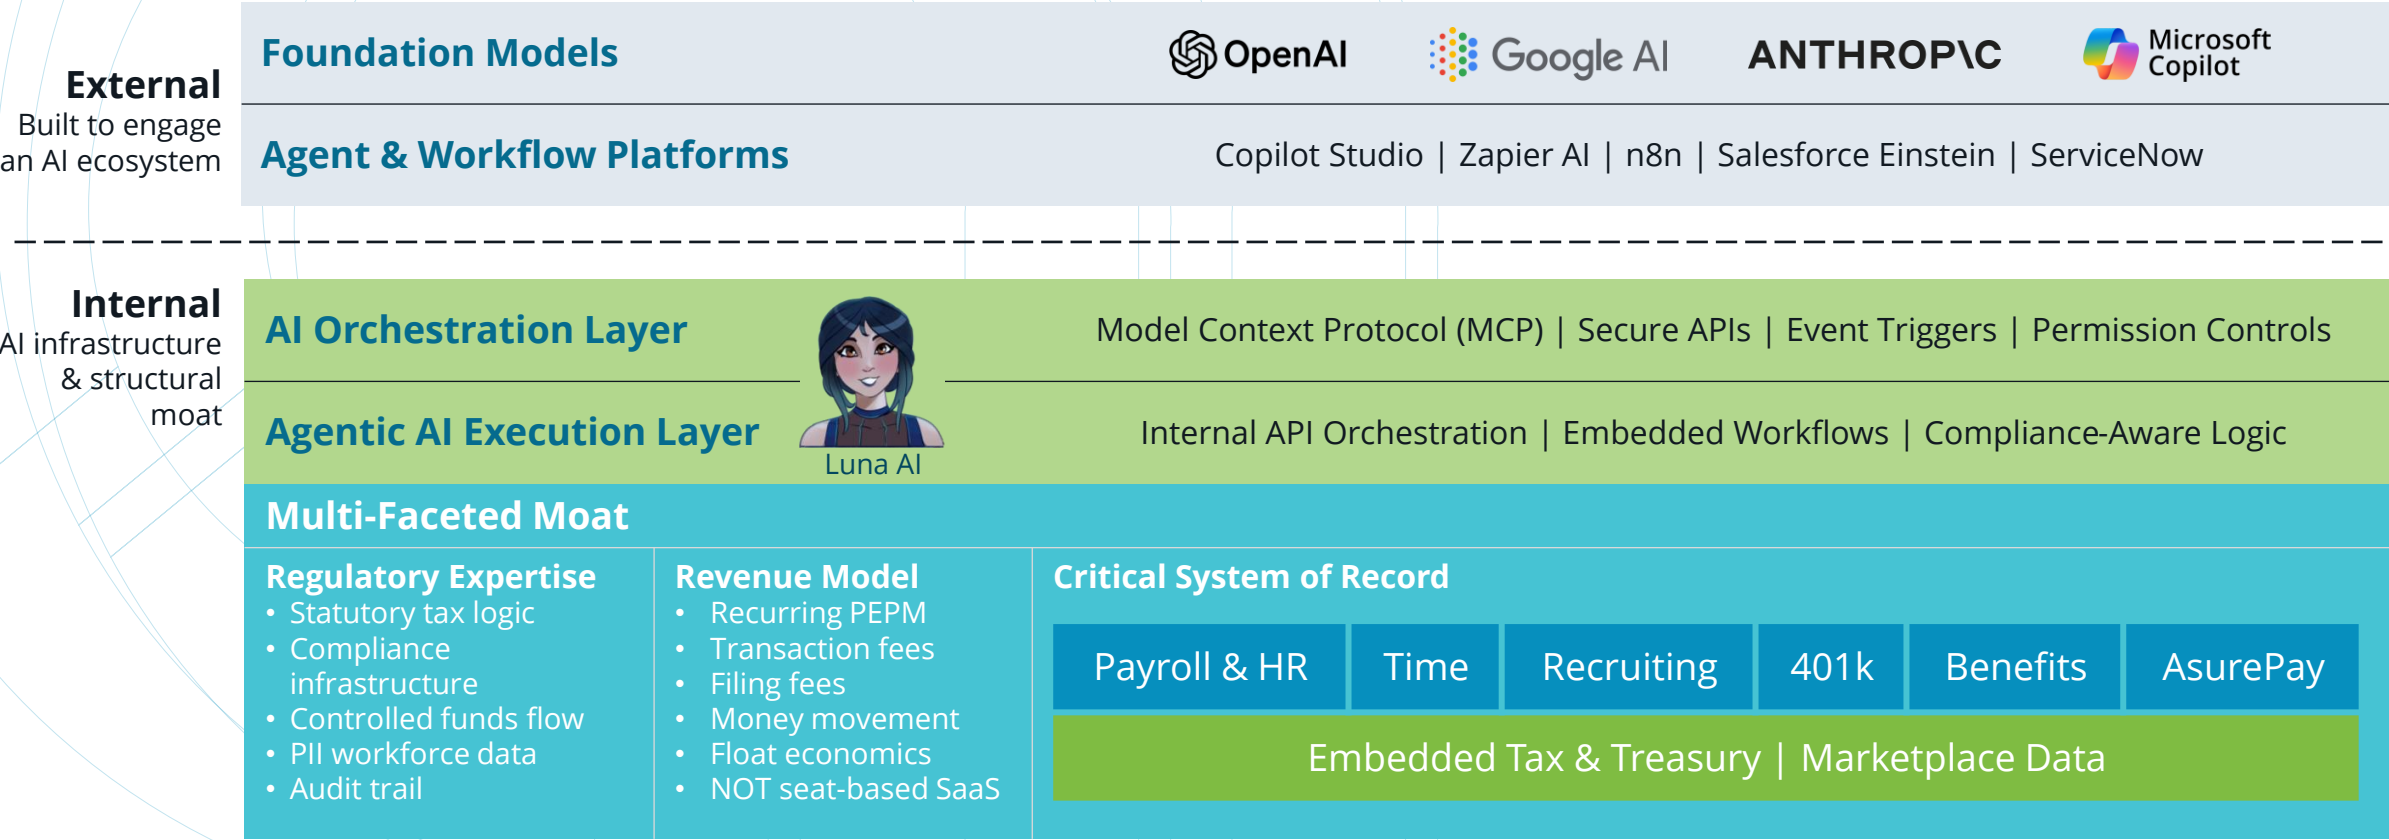 External
Built to engage
an AI ecosystem
Foundation Models
OpenAI
Google AI
ANTHROP\C
Microsoft
Copilot
Agent & Workflow Platforms
Copilot Studio | Zapier AI | n8n | Salesforce Einstein | ServiceNow
Internal
AI infrastructure
& structural
moat
AI Orchestration Layer
Model Context Protocol (MCP) | Secure APIs | Event Triggers | Permission Controls
Agentic AI Execution Layer
Luna AI
Internal API Orchestration | Embedded Workflows | Compliance-Aware Logic
Multi-Faceted Moat
Regulatory Expertise
• Statutory tax logic
• Compliance
infrastructure
• Controlled funds flow
• PII workforce data
• Audit trail
Revenue Model
• Recurring PEPM
• Transaction fees
• Filing fees
• Money movement
• Float economics
• NOT seat-based SaaS
Critical System of Record
Payroll & HR
Time
Recruiting
401k
Benefits
AsurePay
Embedded Tax & Treasury | Marketplace Data